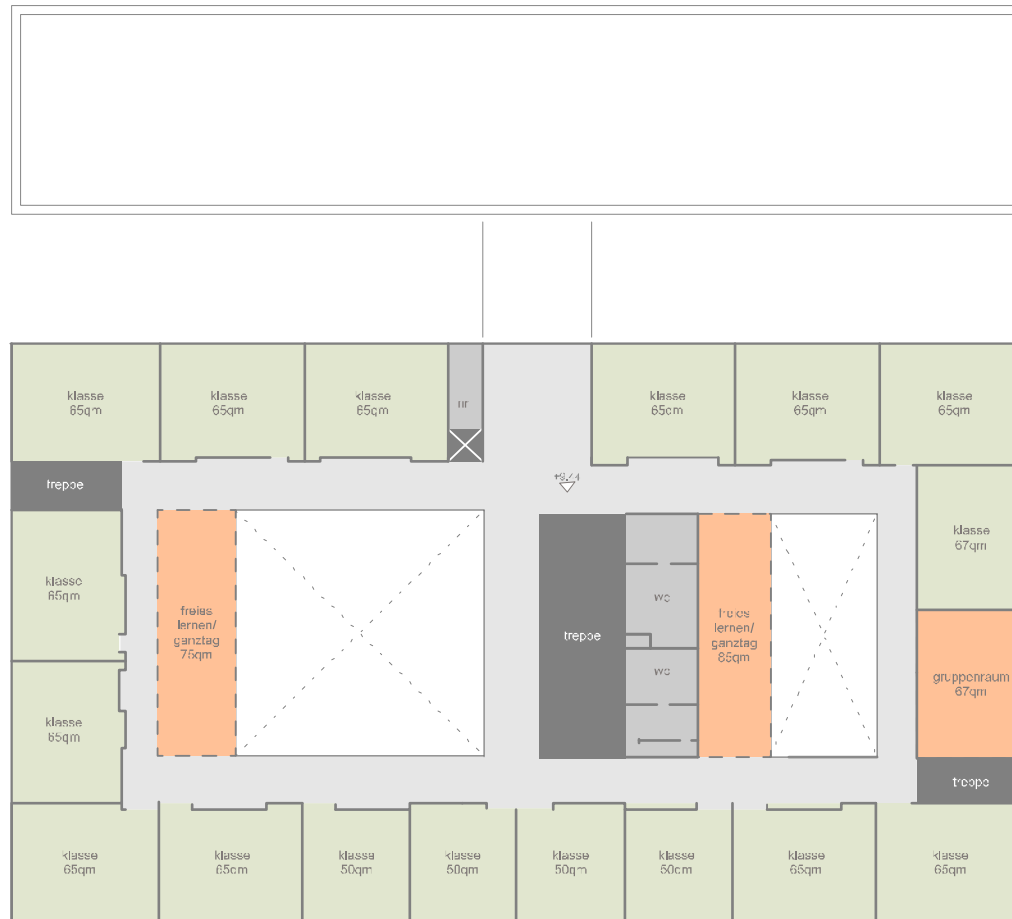 klasse
65qm
klasse
65qm
klasse
65qm
klasse
65qm
klasse
65qm
klasse
65qm
treppe
klasse
67qm
klasse
65qm
freies
lernen/
ganztag
75qm
treppe
wc
freies
lernen/
ganztag
85qm
wc
gruppenraum
67qm
klasse
65qm
treppe
klasse
65qm
klasse
65qm
klasse
50qm
klasse
50qm
klasse
50qm
klasse
50qm
klasse
65qm
klasse
65qm